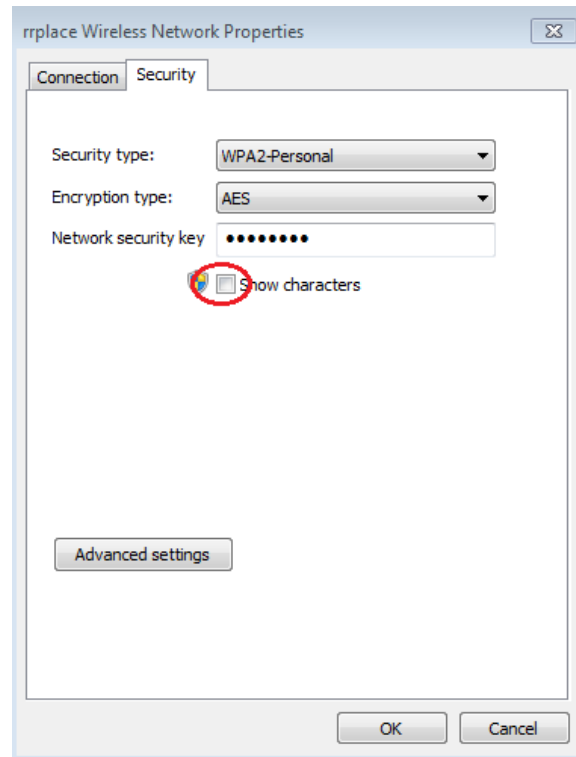 rrplace Wireless Network Properties
Connection Security
Security type: WPA2-Personal
Encryption type: AES
Network security key ••••••••
Show characters
Advanced settings
OK Cancel